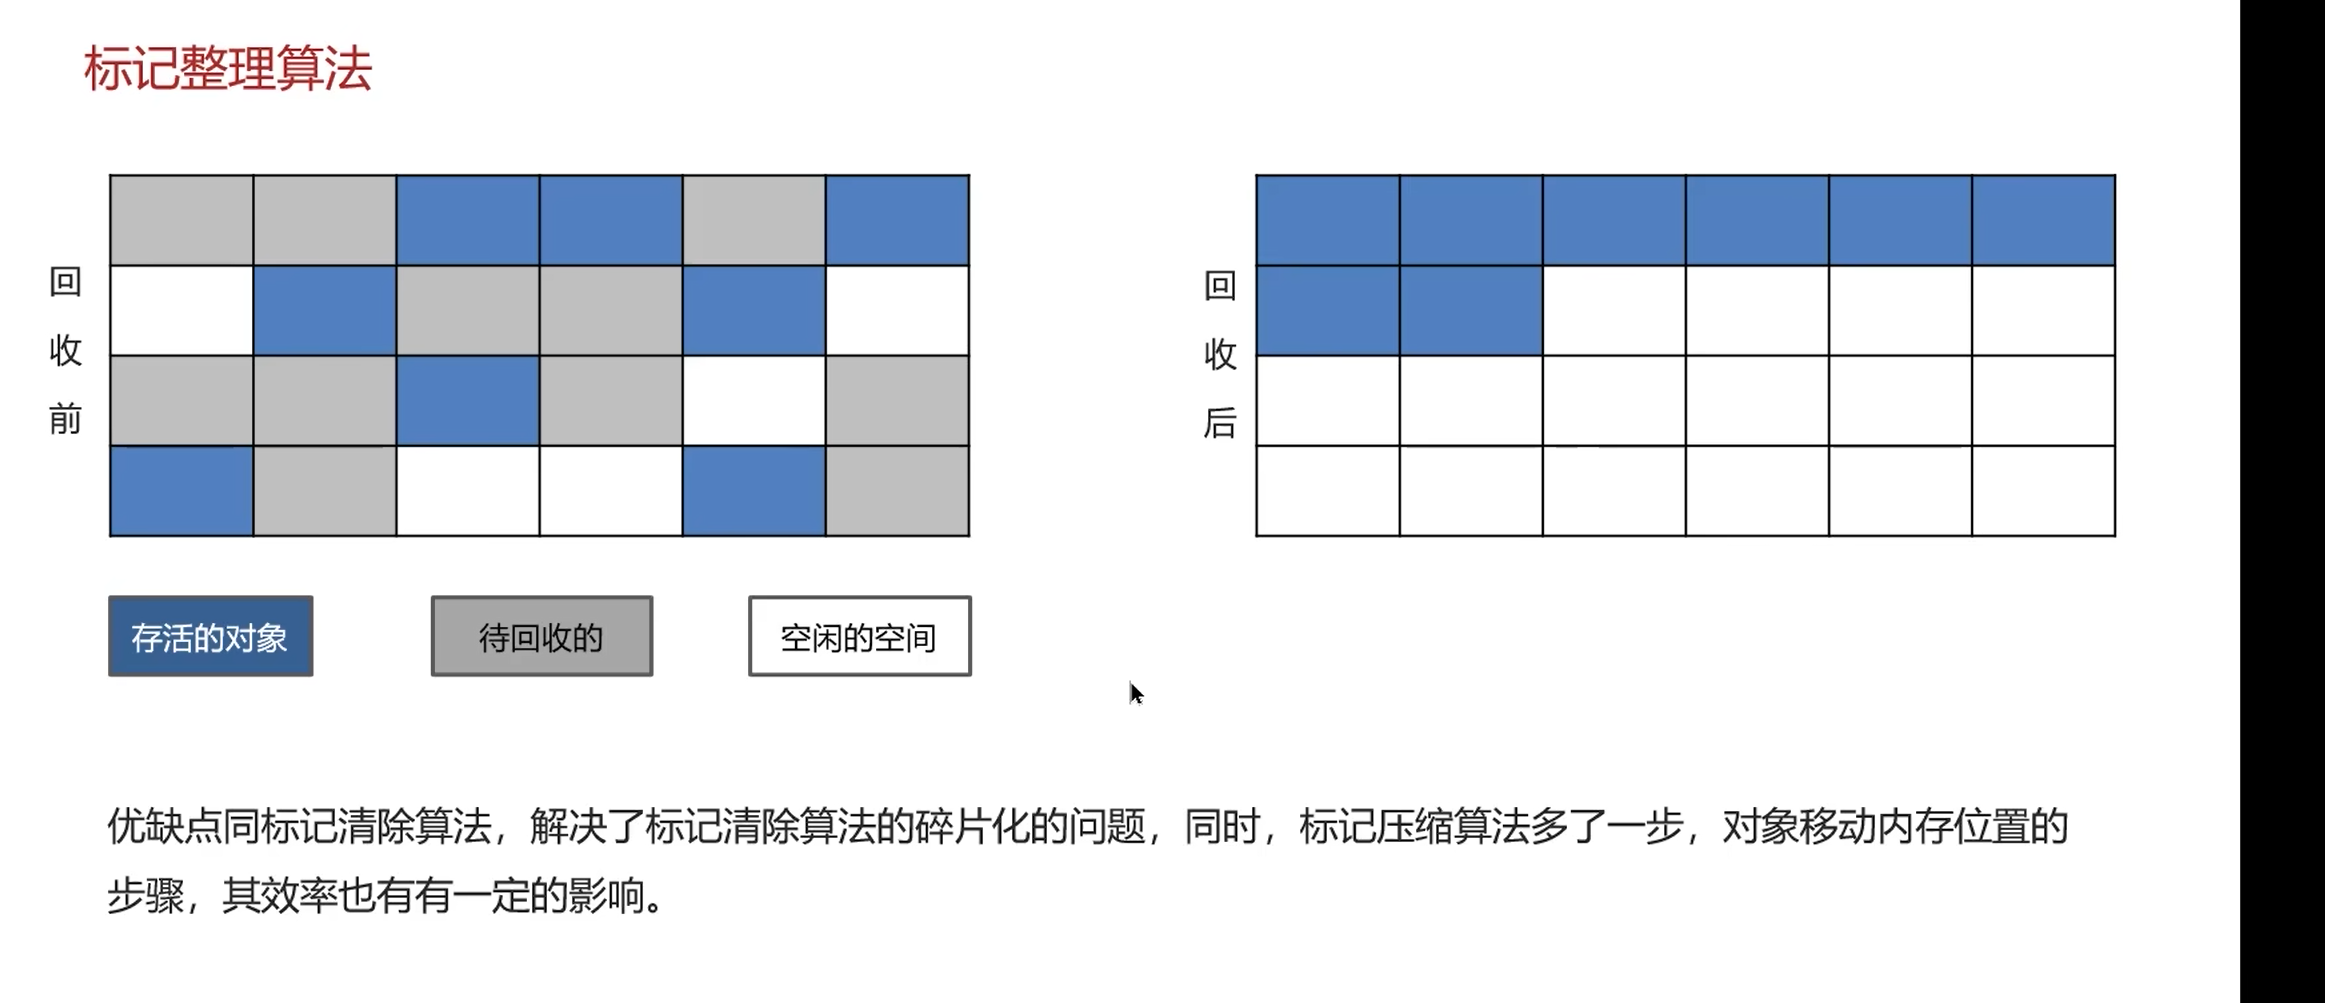 标记整理算法
回收前
回收后
存活的对象
待回收的
空闲的空间
优缺点同标记清除算法，解决了标记清除算法的碎片化的问题，同时，标记压缩算法多了一步，对象移动内存位置的
步骤，其效率也有有一定的影响。